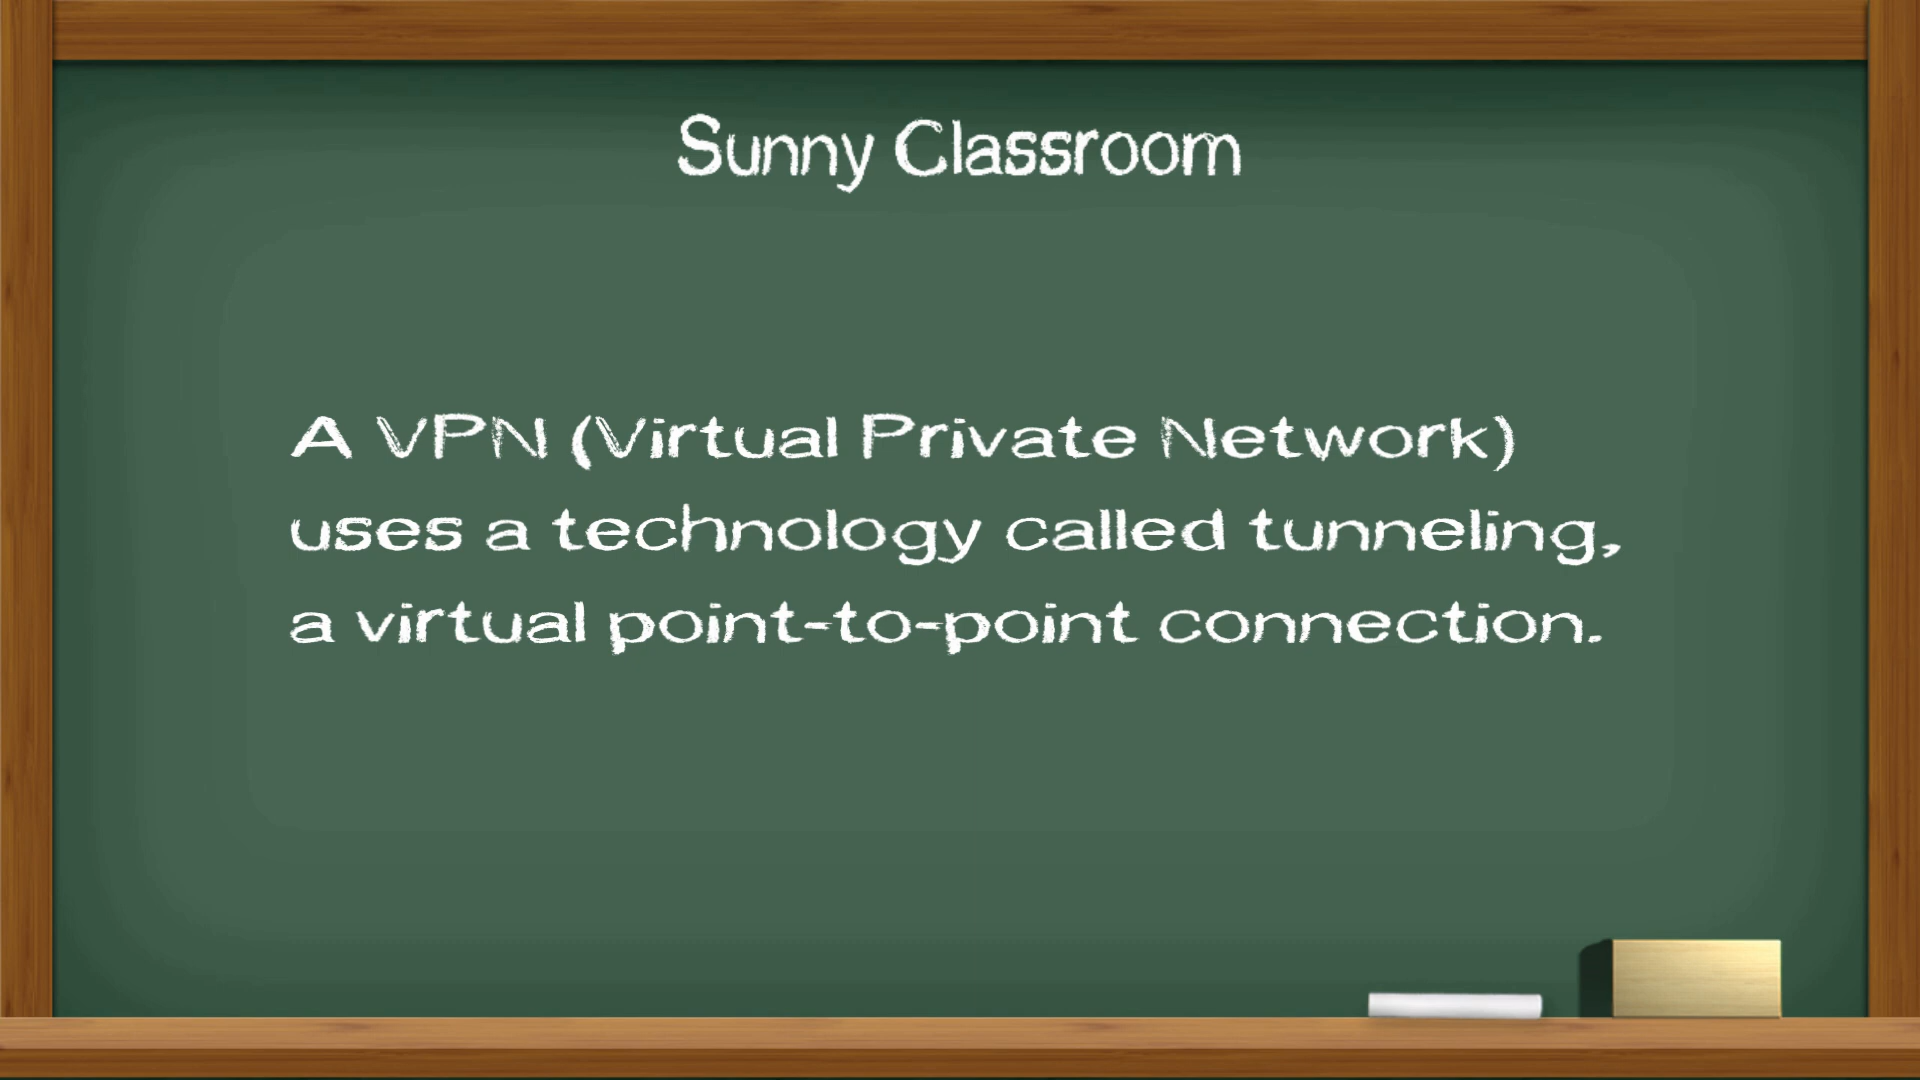 Sunny Classroom
A VPN (Virtual Private Network)
uses a technology called tunneling,
a virtual point-to-point connection.